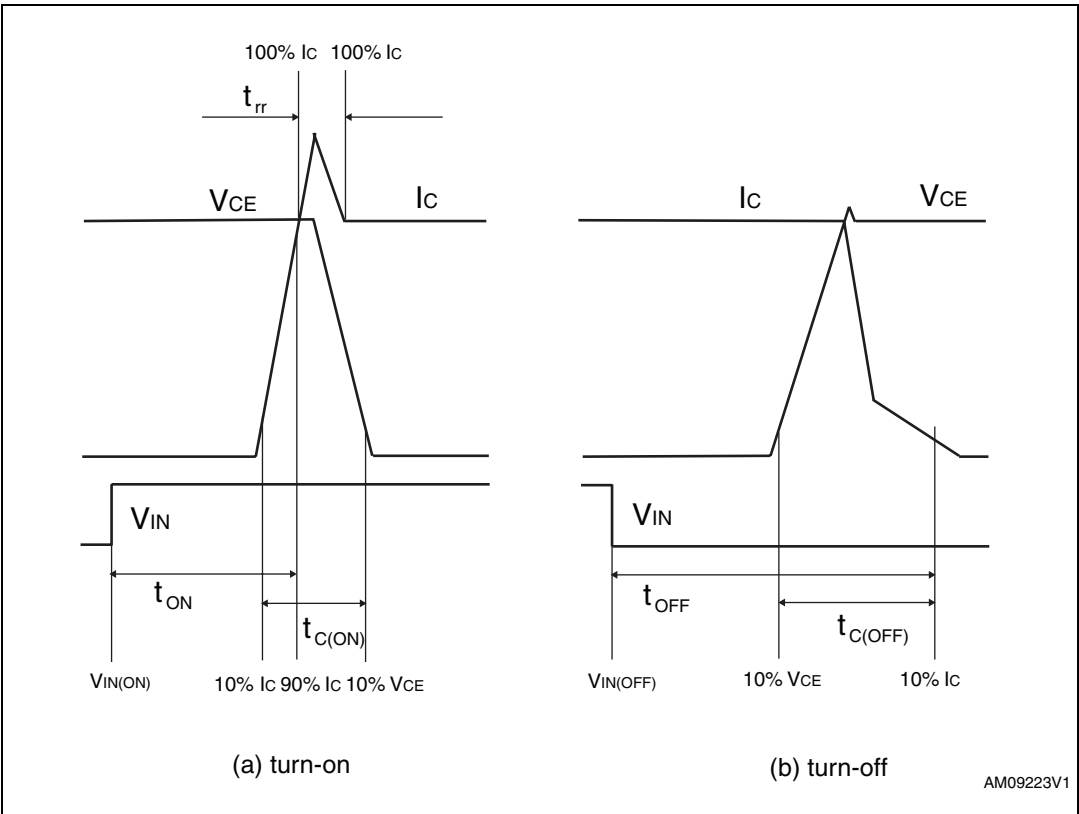 100% IC 100% IC
trr
VCE IC
IC VCE
VIN
VIN
tON
tOFF
tC(ON)
tC(OFF)
VIN(ON) 10% IC 90% IC 10% VCE
VIN(OFF) 10% VCE 10% IC
(a) turn-on
(b) turn-off
AM09223V1